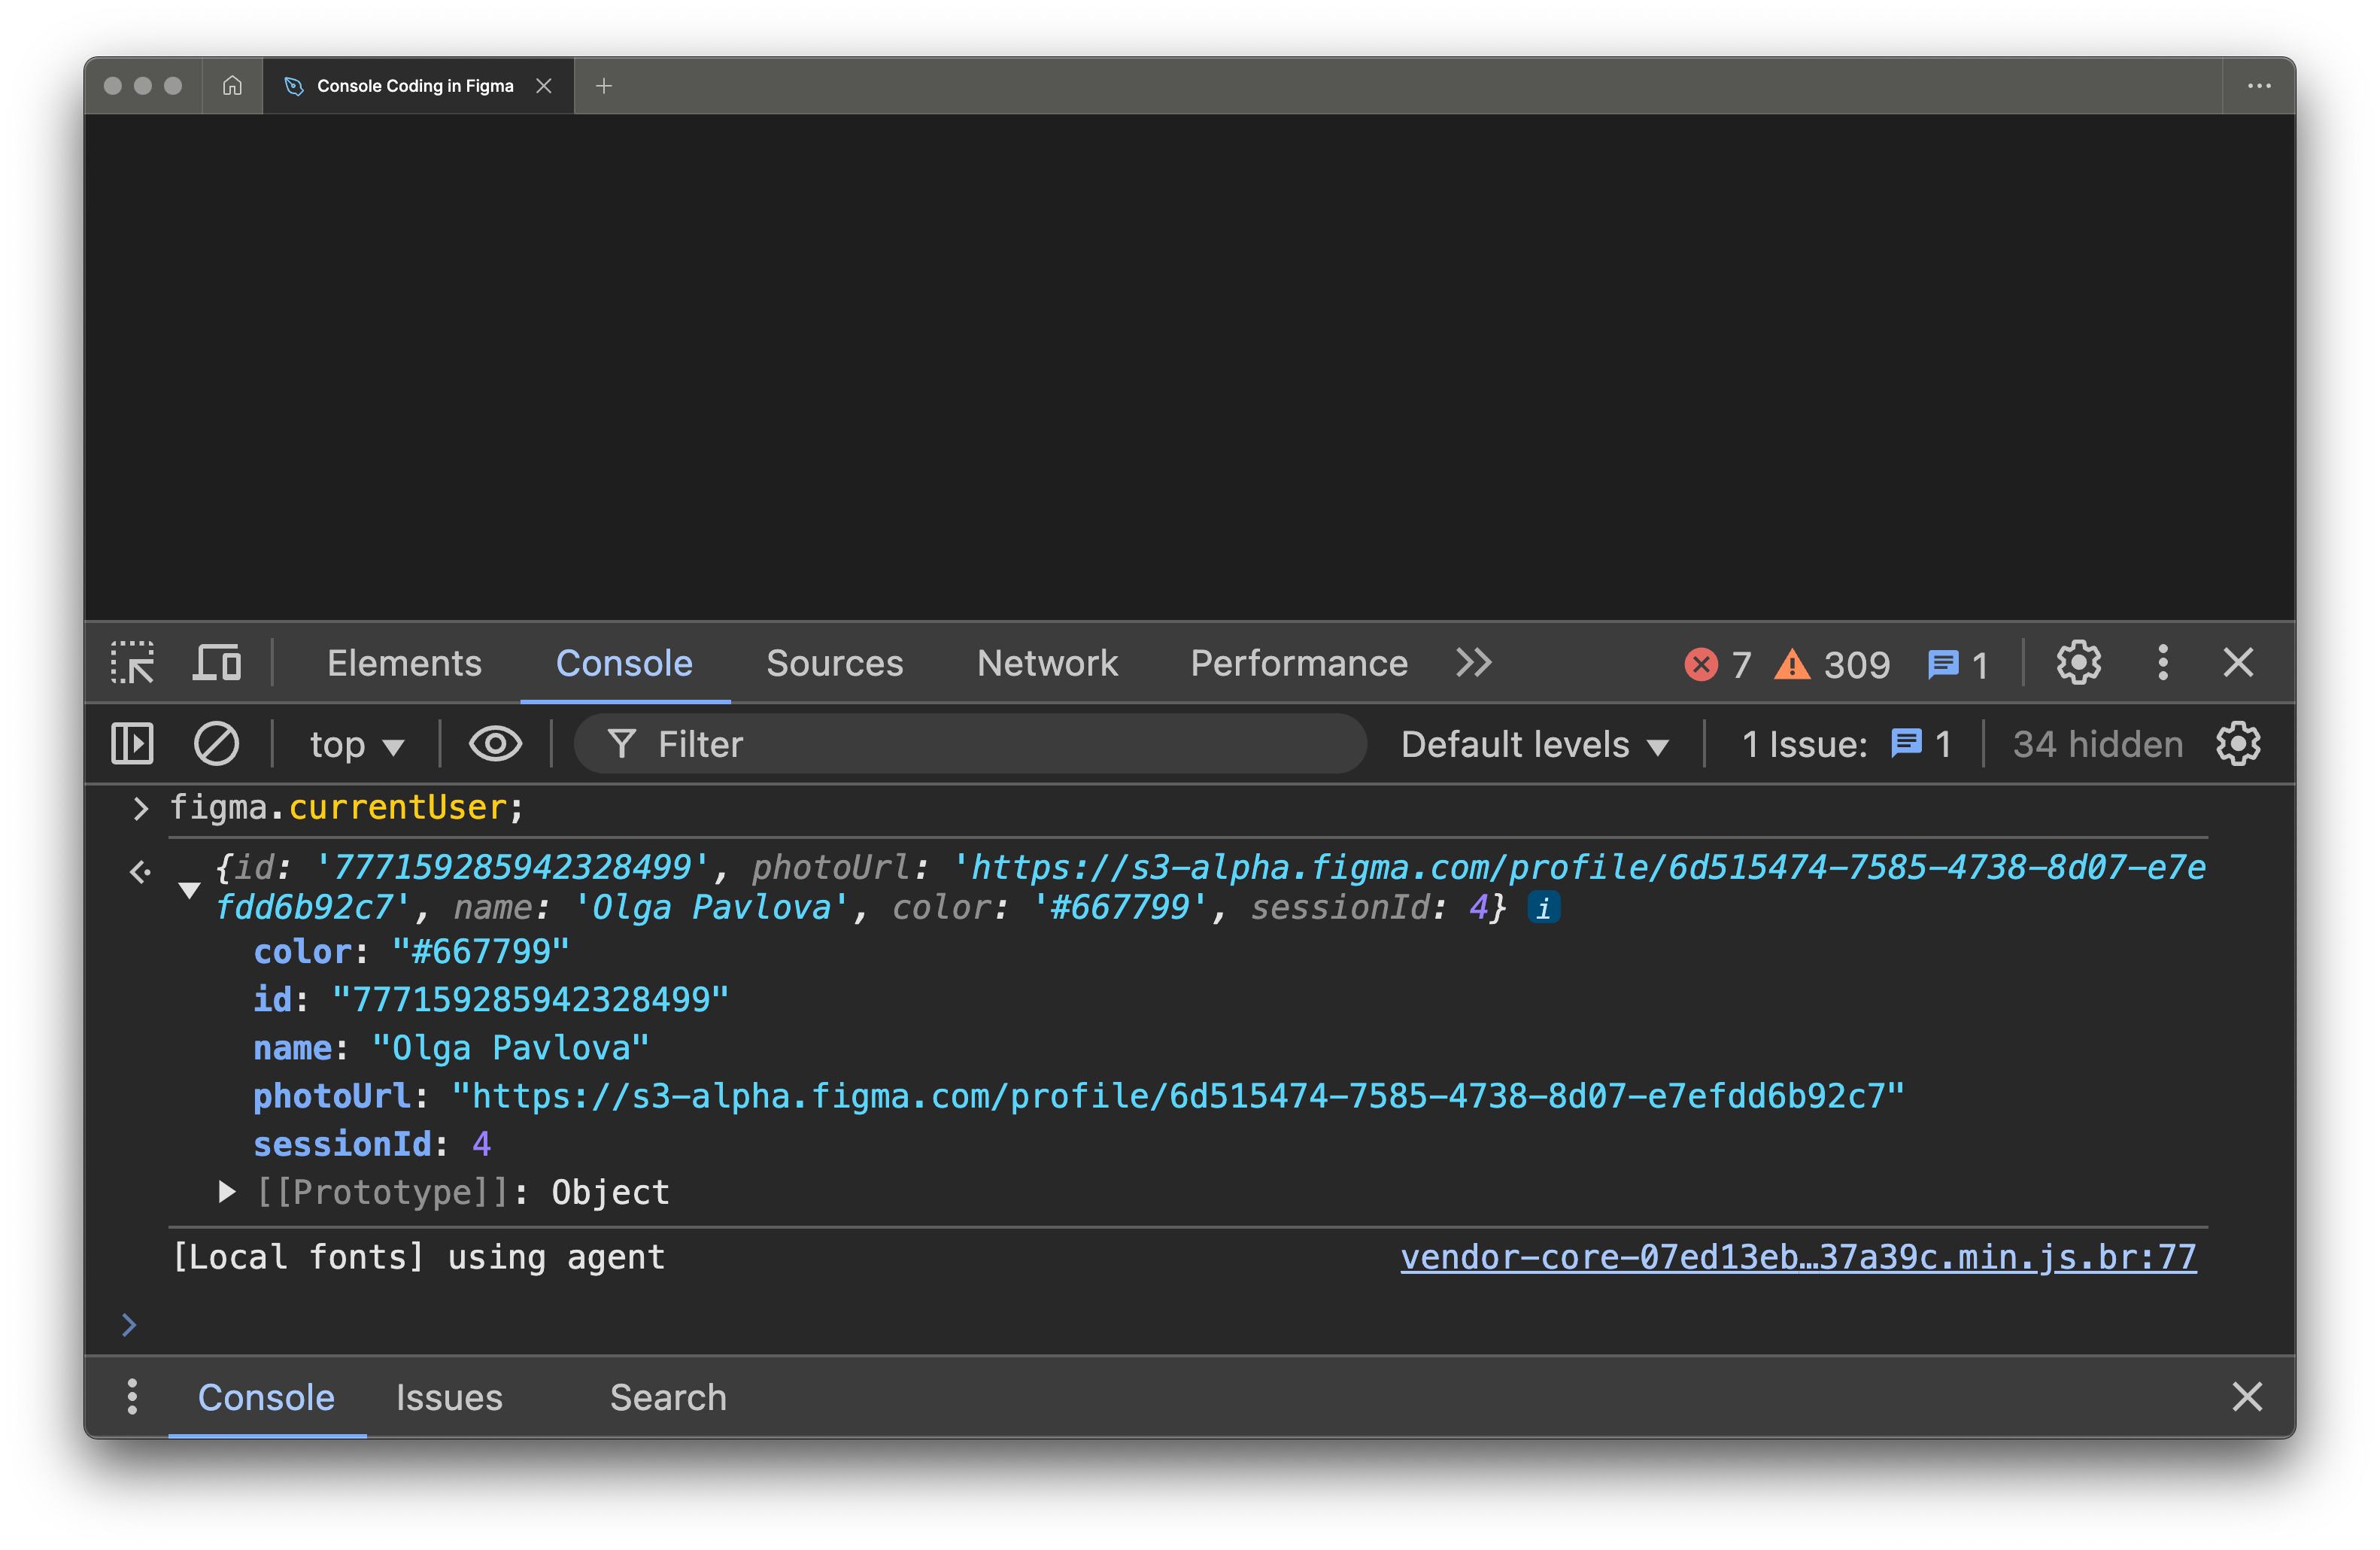 Console Coding in Figma
Elements Console Sources Network Performance 7 309 1
top Filter Default levels 1 Issue: 1 34 hidden
figma.currentUser;
{id: '777159285942328499', photoUrl: 'https://s3-alpha.figma.com/profile/6d515474-7585-4738-8d07-e7e
fdd6b92c7', name: 'Olga Pavlova', color: '#667799', sessionId: 4} i
color: "#667799"
id: "777159285942328499"
name: "Olga Pavlova"
photoUrl: "https://s3-alpha.figma.com/profile/6d515474-7585-4738-8d07-e7efdd6b92c7"
sessionId: 4
[[Prototype]]: Object
[Local fonts] using agent vendor-core-07ed13eb…37a39c.min.js.br:77
Console Issues Search